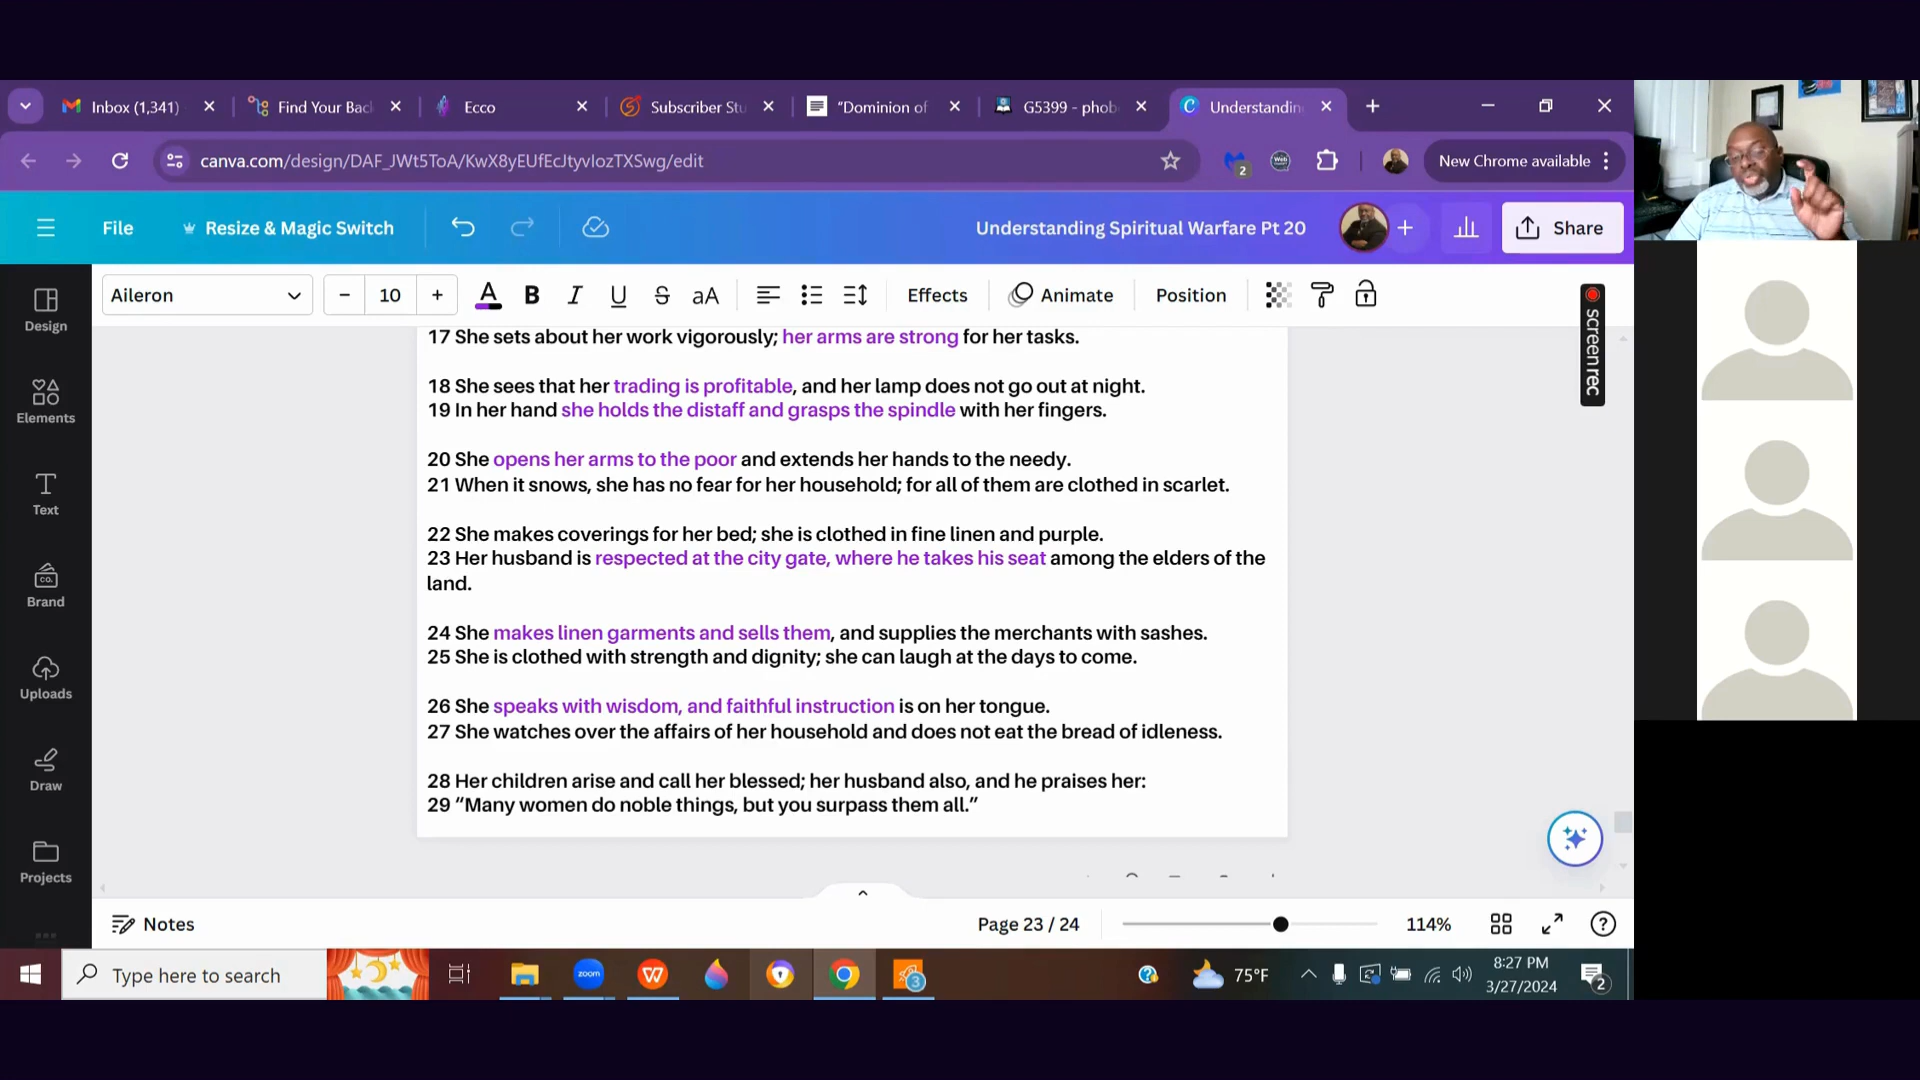 Inbox (1,341)
Find Your Bac
Ecco
Subscriber Stu
"Dominion of
G5399 - phob
Understandin
canva.com/design/DAF_JWt5ToA/KwX8yEUfEcJtyvIozTXSwg/edit
2
New Chrome available
File
Resize & Magic Switch
Understanding Spiritual Warfare Pt 20
Share
Aileron
10
A
B
I
U
S
aA
Effects
Animate
Position
screenrec
Design
Elements
Text
Brand
Uploads
Draw
Projects
17 She sets about her work vigorously; her arms are strong for her tasks.
18 She sees that her trading is profitable, and her lamp does not go out at night.
19 In her hand she holds the distaff and grasps the spindle with her fingers.
20 She opens her arms to the poor and extends her hands to the needy.
21 When it snows, she has no fear for her household; for all of them are clothed in scarlet.
22 She makes coverings for her bed; she is clothed in fine linen and purple.
23 Her husband is respected at the city gate, where he takes his seat among the elders of the
land.
24 She makes linen garments and sells them, and supplies the merchants with sashes.
25 She is clothed with strength and dignity; she can laugh at the days to come.
26 She speaks with wisdom, and faithful instruction is on her tongue.
27 She watches over the affairs of her household and does not eat the bread of idleness.
28 Her children arise and call her blessed; her husband also, and he praises her:
29 “Many women do noble things, but you surpass them all.”
Notes
Page 23 / 24
114%
Type here to search
zoom
W
3
75°F
8:27 PM
3/27/2024
2